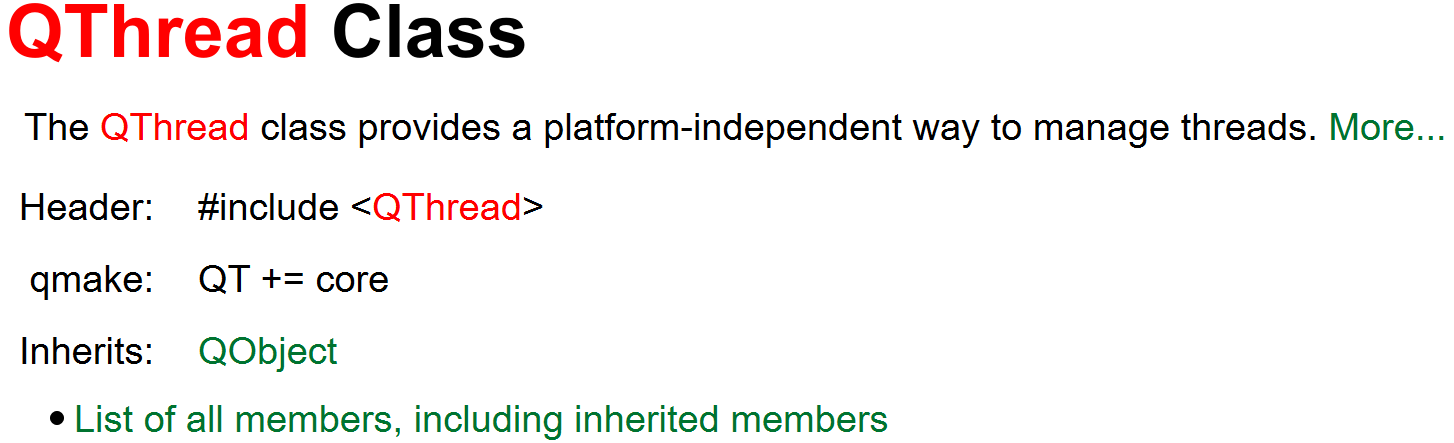 QThread Class
The QThread class provides a platform-independent way to manage threads. More...
Header: #include <QThread>
qmake: QT += core
Inherits: QObject
• List of all members, including inherited members